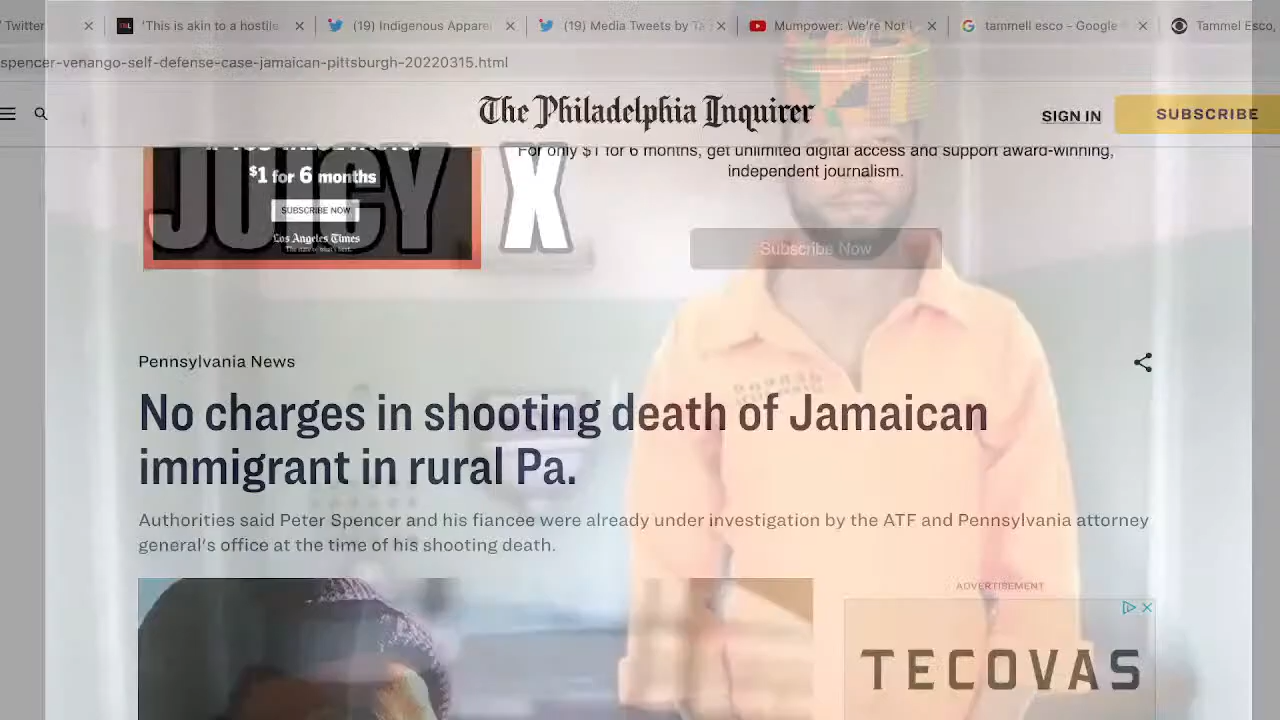 Twitter
'This is akin to a hostile
(19) Indigenous Appare
(19) Media Tweets by Ta
Mumpower: We're Not L
tammell esco - Google
Tammel Esco,
spencer-venango-self-defense-case-jamaican-pittsburgh-20220315.html
The Philadelphia Inquirer
SIGN IN
SUBSCRIBE
For only $1 for 6 months, get unlimited digital access and support award-winning,
independent journalism.
$1 for 6 months
SUBSCRIBE NOW
Los Angeles Times
JUICY X
Subscribe Now
Pennsylvania News
No charges in shooting death of Jamaican
immigrant in rural Pa.
Authorities said Peter Spencer and his fiancee were already under investigation by the ATF and Pennsylvania attorney
general's office at the time of his shooting death.
ADVERTISEMENT
TECOVAS